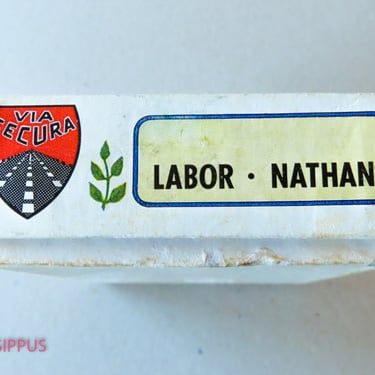 VIA
SECURA
LABOR · NATHAN
SIPPUS